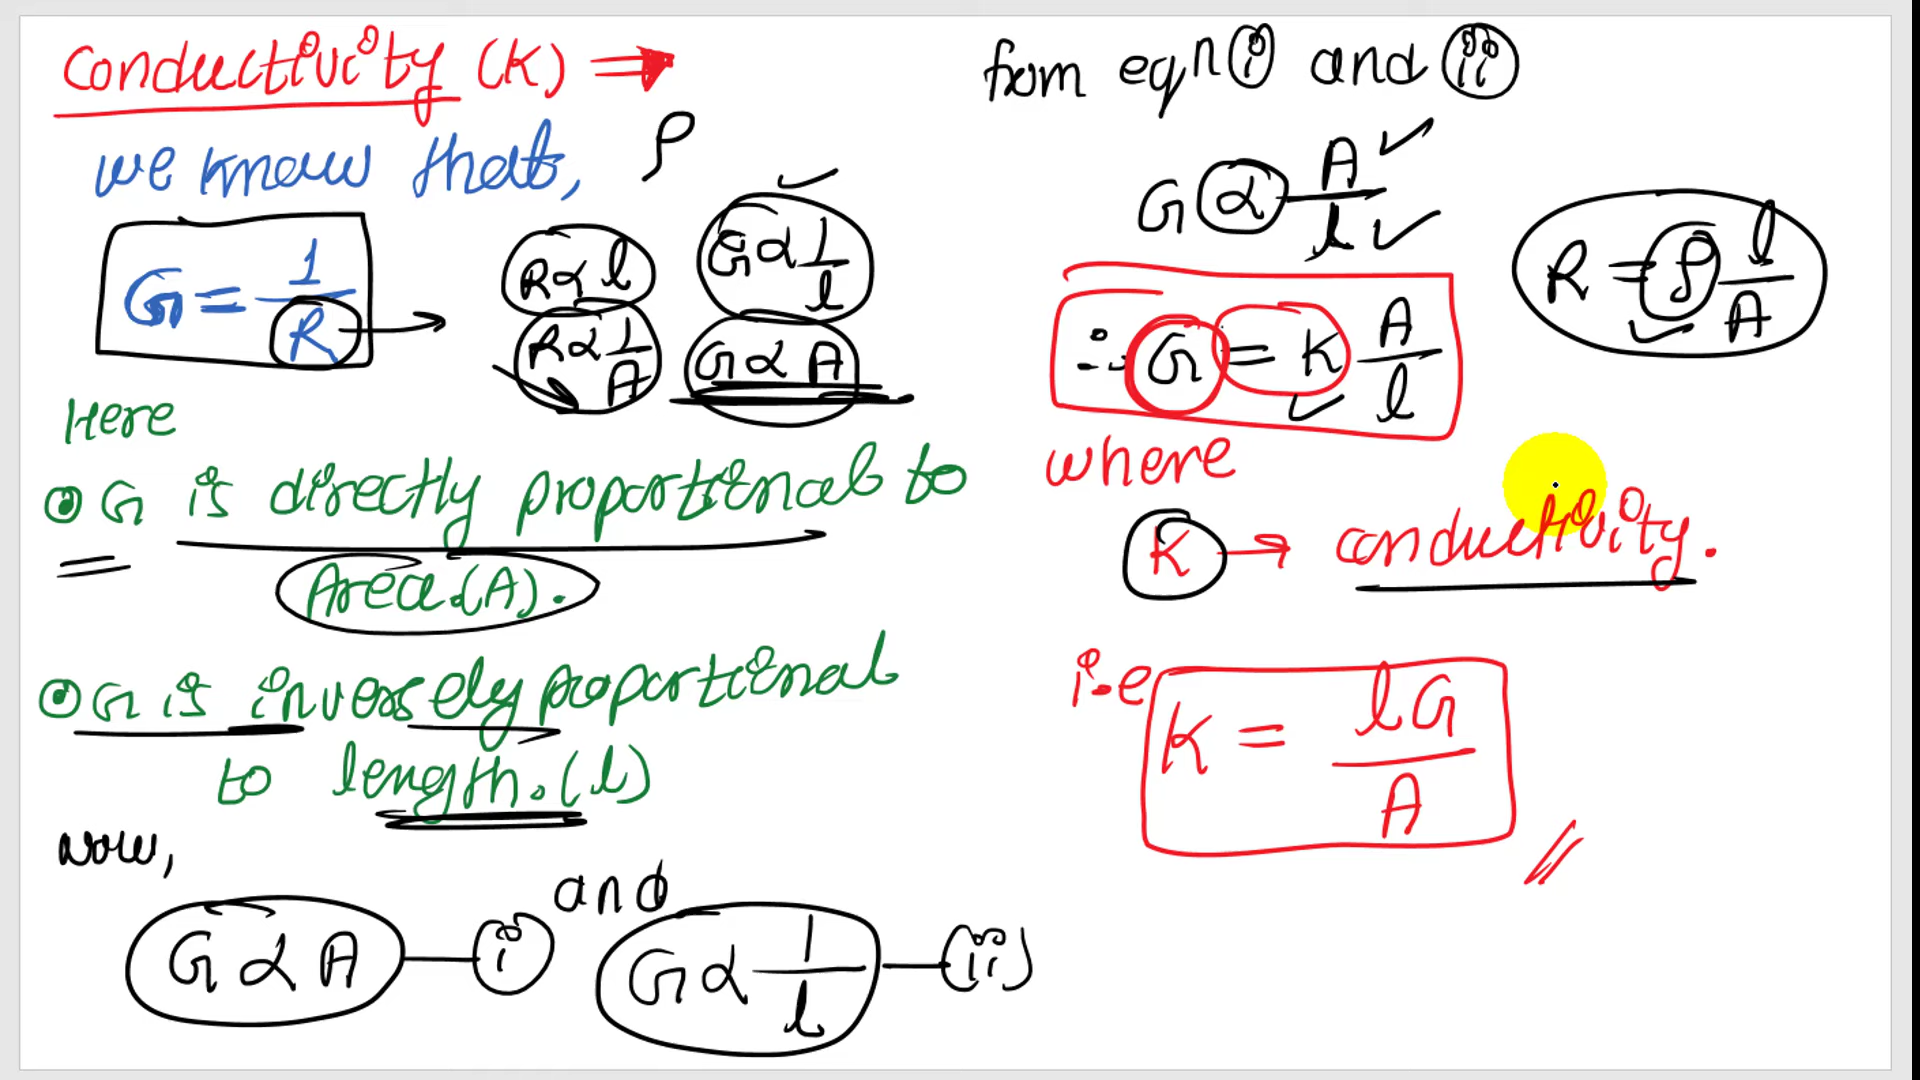 Conductivity (K) ⇒
we know that, ρ
G = 1/R →
R ∝ l
G ∝ 1/l
R ∝ 1/A
G ∝ A
Here
G is directly proportional to
Area.(A).
G is inversely proportional
to length.(l)
Now,
G ∝ A — (i) and G ∝ 1/l — (ii)
from eqn (i) and (ii)
G ∝ A/l
R = ρ l/A
∴ G = K A/l
where
K → conductivity.
i.e K = lG/A